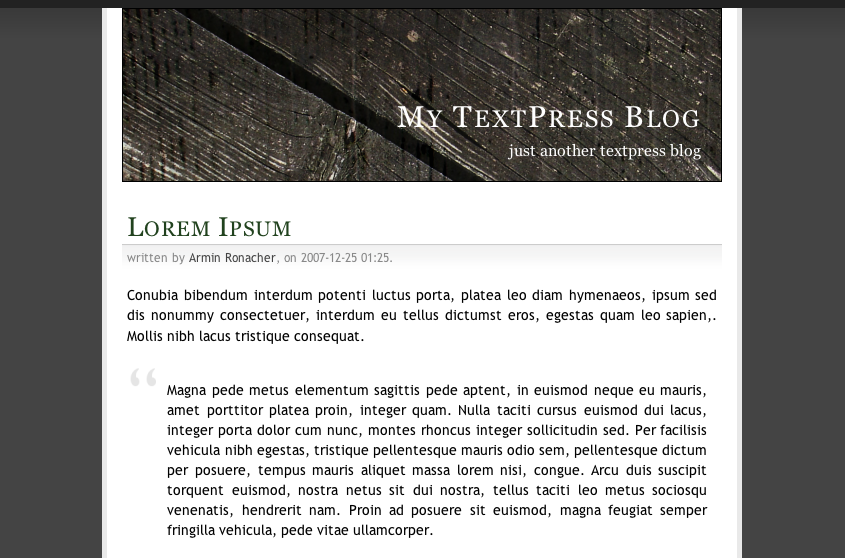 My TextPress Blog
just another textpress blog
Lorem Ipsum
written by Armin Ronacher, on 2007-12-25 01:25.
Conubia bibendum interdum potenti luctus porta, platea leo diam hymenaeos, ipsum sed
dis nonummy consectetuer, interdum eu tellus dictumst eros, egestas quam leo sapien,.
Mollis nibh lacus tristique consequat.
“
Magna pede metus elementum sagittis pede aptent, in euismod neque eu mauris,
amet porttitor platea proin, integer quam. Nulla taciti cursus euismod dui lacus,
integer porta dolor cum nunc, montes rhoncus integer sollicitudin sed. Per facilisis
vehicula nibh egestas, tristique pellentesque mauris odio sem, pellentesque dictum
per posuere, tempus mauris aliquet massa lorem nisi, congue. Arcu duis suscipit
torquent euismod, nostra netus sit dui nostra, tellus taciti leo metus sociosqu
venenatis, hendrerit nam. Proin ad posuere sit euismod, magna feugiat semper
fringilla vehicula, pede vitae ullamcorper.